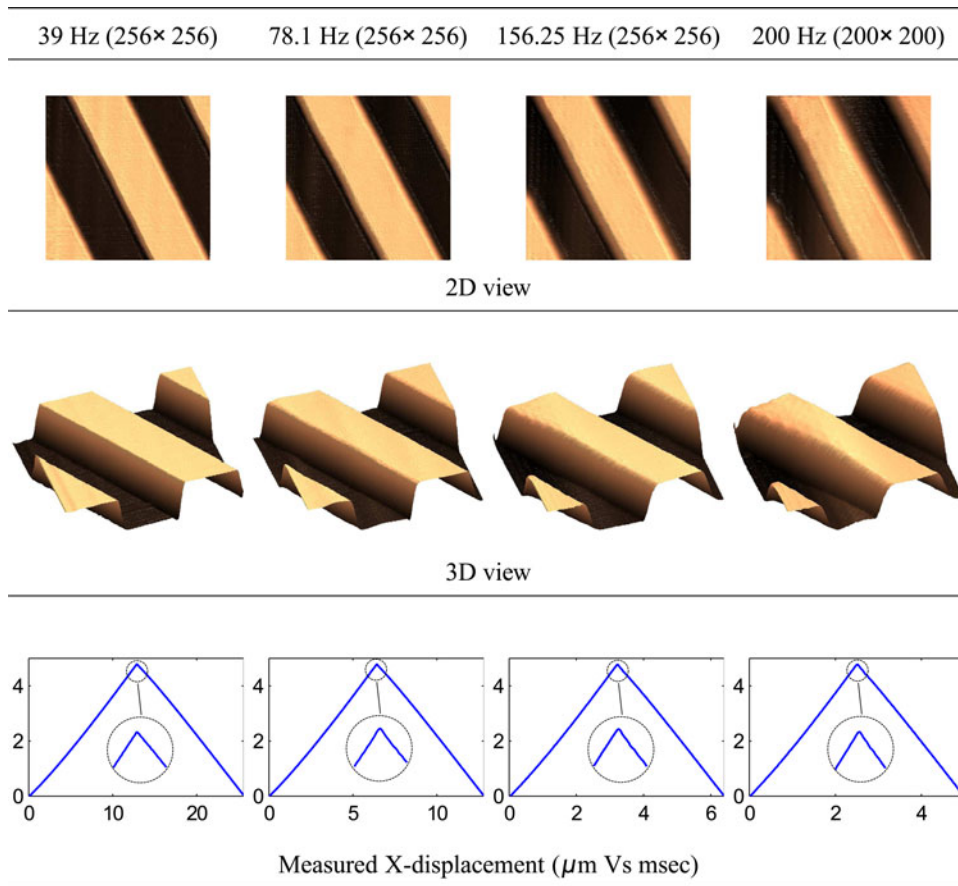 39 Hz (256× 256) 78.1 Hz (256× 256) 156.25 Hz (256× 256) 200 Hz (200× 200)
2D view
3D view
4 4 4 4
2 2 2 2
0 0 0 0
0 10 20 0 5 10 0 2 4 6 0 2 4
Measured X-displacement (µm Vs msec)